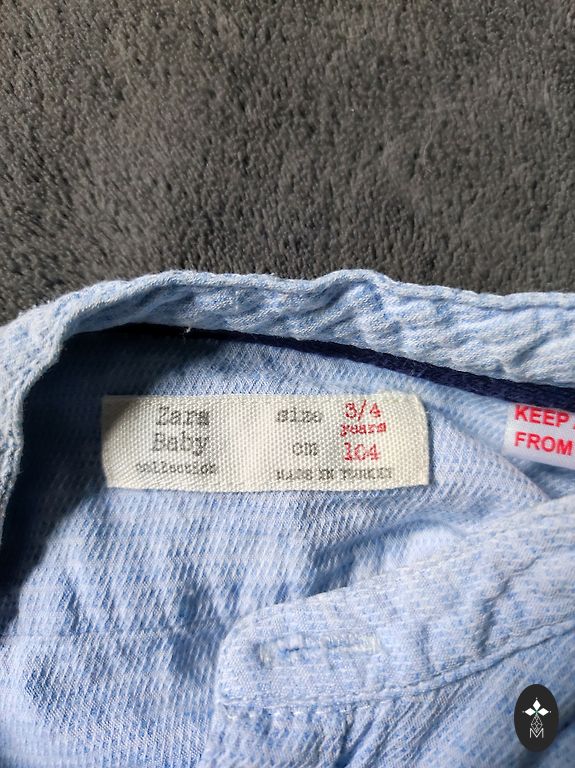 Zara
Baby
collection
size 3/4
years
cm 104
MADE IN TURKEY
KEEP
FROM